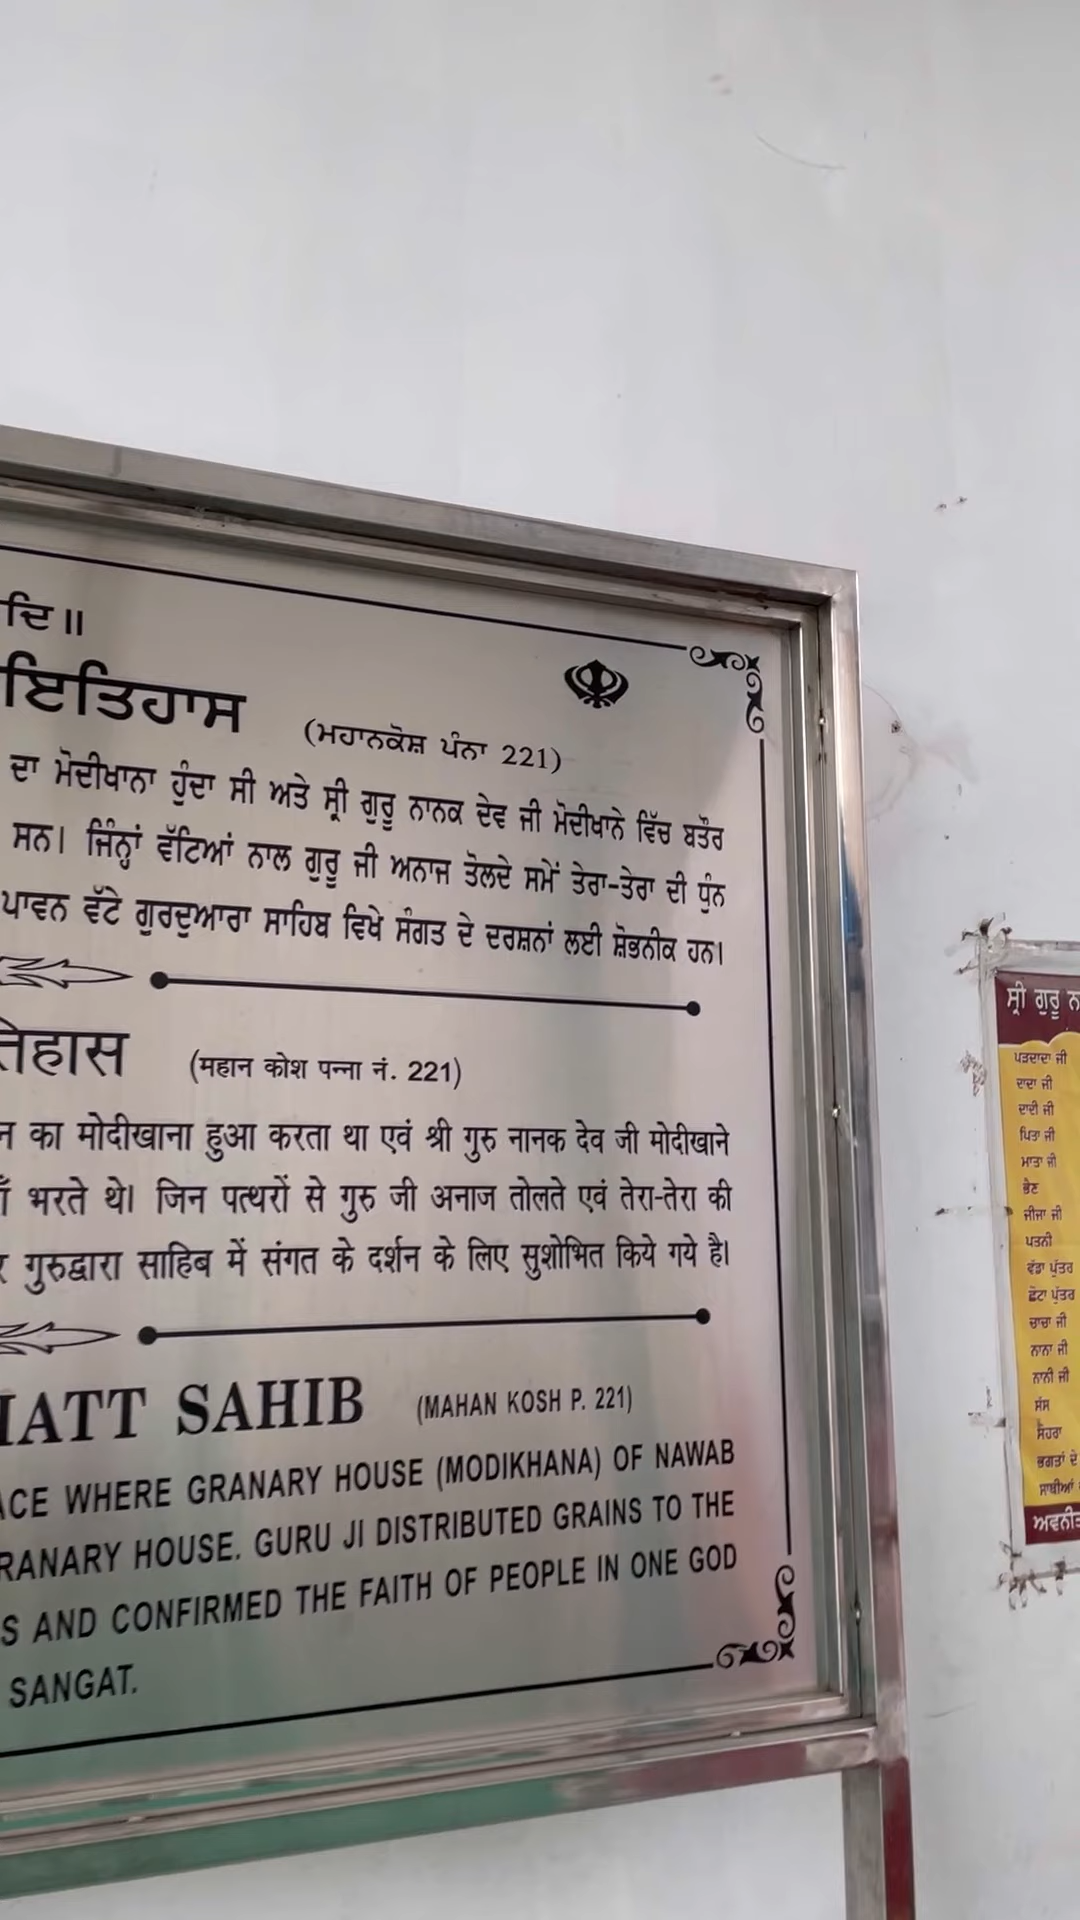 ਦਿ॥
ਇਤਿਹਾਸ (ਮਹਾਨਕੋਸ਼ ਪੰਨਾ 221)
ਦਾ ਮੋਦੀਖਾਨਾ ਹੁੰਦਾ ਸੀ ਅਤੇ ਸ੍ਰੀ ਗੁਰੂ ਨਾਨਕ ਦੇਵ ਜੀ ਮੋਦੀਖਾਨੇ ਵਿੱਚ ਬਤੌਰ
ਸਨ। ਜਿੰਨ੍ਹਾਂ ਵੱਟਿਆਂ ਨਾਲ ਗੁਰੂ ਜੀ ਅਨਾਜ ਤੋਲਦੇ ਸਮੇਂ ਤੇਰਾ-ਤੇਰਾ ਦੀ ਧੁੰਨ
ਪਾਵਨ ਵੱਟੇ ਗੁਰਦੁਆਰਾ ਸਾਹਿਬ ਵਿਖੇ ਸੰਗਤ ਦੇ ਦਰਸ਼ਨਾਂ ਲਈ ਸ਼ੋਭਨੀਕ ਹਨ।
तिहास (महान कोश पन्ना नं. 221)
न का मोदीखाना हुआ करता था एवं श्री गुरु नानक देव जी मोदीखाने
भरते थे। जिन पत्थरों से गुरु जी अनाज तोलते एवं तेरा-तेरा की
र गुरुद्वारा साहिब में संगत के दर्शन के लिए सुशोभित किये गये है।
HATT SAHIB (MAHAN KOSH P. 221)
ACE WHERE GRANARY HOUSE (MODIKHANA) OF NAWAB
RANARY HOUSE. GURU JI DISTRIBUTED GRAINS TO THE
S AND CONFIRMED THE FAITH OF PEOPLE IN ONE GOD
SANGAT.
ਸ੍ਰੀ ਗੁਰੂ ਨ
ਪੜਦਾਦਾ ਜੀ
ਦਾਦਾ ਜੀ
ਦਾਦੀ ਜੀ
ਪਿਤਾ ਜੀ
ਮਾਤਾ ਜੀ
ਭੈਣ
ਜੀਜਾ ਜੀ
ਪਤਨੀ
ਵੱਡਾ ਪੁੱਤਰ
ਛੋਟਾ ਪੁੱਤਰ
ਚਾਚਾ ਜੀ
ਨਾਨਾ ਜੀ
ਨਾਨੀ ਜੀ
ਸੱਸ
ਸੋਹਰਾ
ਭਗਤਾਂ ਦੇ
ਸਾਥੀਆਂ
ਅਵਨੀਤ